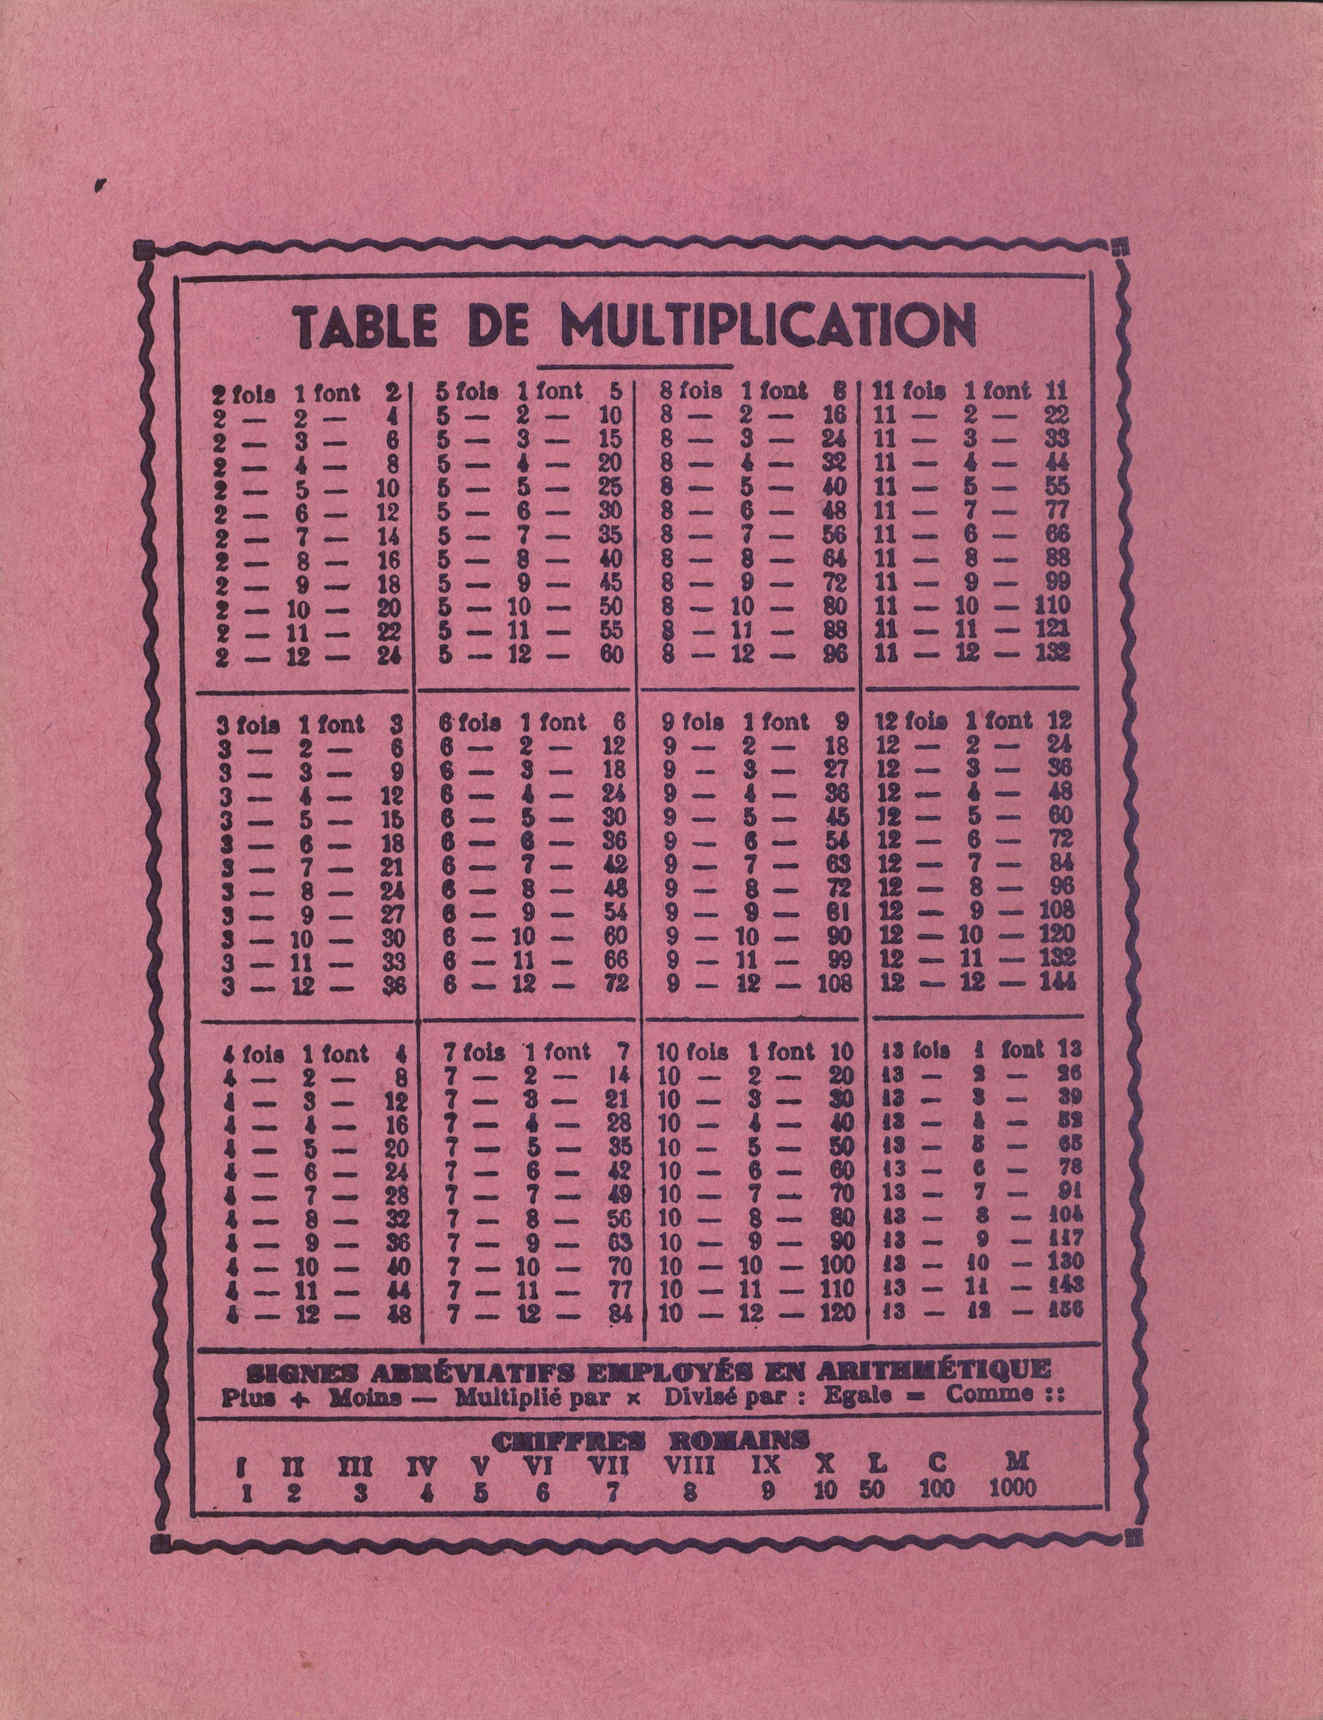 TABLE DE MULTIPLICATION
2 fois 1 font 2
2 — 2 — 4
2 — 3 — 6
2 — 4 — 8
2 — 5 — 10
2 — 6 — 12
2 — 7 — 14
2 — 8 — 16
2 — 9 — 18
2 — 10 — 20
2 — 11 — 22
2 — 12 — 24
3 fois 1 font 3
3 — 2 — 6
3 — 3 — 9
3 — 4 — 12
3 — 5 — 15
3 — 6 — 18
3 — 7 — 21
3 — 8 — 24
3 — 9 — 27
3 — 10 — 30
3 — 11 — 33
3 — 12 — 36
4 fois 1 font 4
4 — 2 — 8
4 — 3 — 12
4 — 4 — 16
4 — 5 — 20
4 — 6 — 24
4 — 7 — 28
4 — 8 — 32
4 — 9 — 36
4 — 10 — 40
4 — 11 — 44
4 — 12 — 48
5 fois 1 font 5
5 — 2 — 10
5 — 3 — 15
5 — 4 — 20
5 — 5 — 25
5 — 6 — 30
5 — 7 — 35
5 — 8 — 40
5 — 9 — 45
5 — 10 — 50
5 — 11 — 55
5 — 12 — 60
6 fois 1 font 6
6 — 2 — 12
6 — 3 — 18
6 — 4 — 24
6 — 5 — 30
6 — 6 — 36
6 — 7 — 42
6 — 8 — 48
6 — 9 — 54
6 — 10 — 60
6 — 11 — 66
6 — 12 — 72
7 fois 1 font 7
7 — 2 — 14
7 — 3 — 21
7 — 4 — 28
7 — 5 — 35
7 — 6 — 42
7 — 7 — 49
7 — 8 — 56
7 — 9 — 63
7 — 10 — 70
7 — 11 — 77
7 — 12 — 84
8 fois 1 font 8
8 — 2 — 16
8 — 3 — 24
8 — 4 — 32
8 — 5 — 40
8 — 6 — 48
8 — 7 — 56
8 — 8 — 64
8 — 9 — 72
8 — 10 — 80
8 — 11 — 88
8 — 12 — 96
9 fois 1 font 9
9 — 2 — 18
9 — 3 — 27
9 — 4 — 36
9 — 5 — 45
9 — 6 — 54
9 — 7 — 63
9 — 8 — 72
9 — 9 — 81
9 — 10 — 90
9 — 11 — 99
9 — 12 — 108
10 fois 1 font 10
10 — 2 — 20
10 — 3 — 30
10 — 4 — 40
10 — 5 — 50
10 — 6 — 60
10 — 7 — 70
10 — 8 — 80
10 — 9 — 90
10 — 10 — 100
10 — 11 — 110
10 — 12 — 120
11 fois 1 font 11
11 — 2 — 22
11 — 3 — 33
11 — 4 — 44
11 — 5 — 55
11 — 7 — 77
11 — 6 — 66
11 — 8 — 88
11 — 9 — 99
11 — 10 — 110
11 — 11 — 121
11 — 12 — 132
12 fois 1 font 12
12 — 2 — 24
12 — 3 — 36
12 — 4 — 48
12 — 5 — 60
12 — 6 — 72
12 — 7 — 84
12 — 8 — 96
12 — 9 — 108
12 — 10 — 120
12 — 11 — 132
12 — 12 — 144
13 fois 1 font 13
13 — 2 — 26
13 — 3 — 39
13 — 4 — 52
13 — 5 — 65
13 — 6 — 78
13 — 7 — 91
13 — 8 — 104
13 — 9 — 117
13 — 10 — 130
13 — 11 — 143
13 — 12 — 156
SIGNES ABRÉVIATIFS EMPLOYÉS EN ARITHMÉTIQUE
Plus + Moins — Multiplié par × Divisé par : Egale = Comme ::
CHIFFRES ROMAINS
I II III IV V VI VII VIII IX X L C M
1 2 3 4 5 6 7 8 9 10 50 100 1000